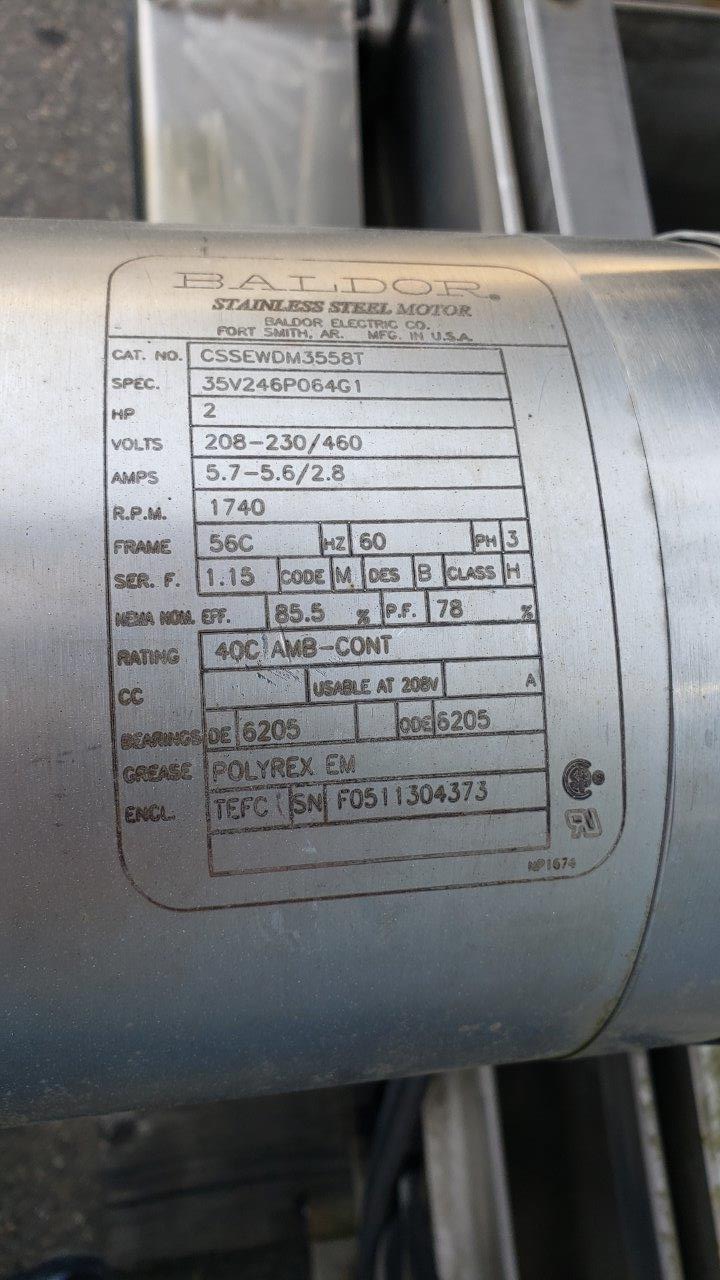 BALDOR®
STAINLESS STEEL MOTOR
BALDOR ELECTRIC CO.
FORT SMITH, AR. MFG. IN U.S.A.
CAT. NO. CSSEWDM3558T
SPEC. 35V246P064G1
HP 2
VOLTS 208-230/460
AMPS 5.7-5.6/2.8
R.P.M. 1740
FRAME 56C HZ 60 PH 3
SER. F. 1.15 CODE M DES B CLASS H
NEMA NOM. EFF. 85.5 % P.F. 78 %
RATING 40C AMB-CONT
CC USABLE AT 208V A
BEARINGS DE 6205 ODE 6205
GREASE POLYREX EM
ENCL. TEFC SN F0511304373
NP1674